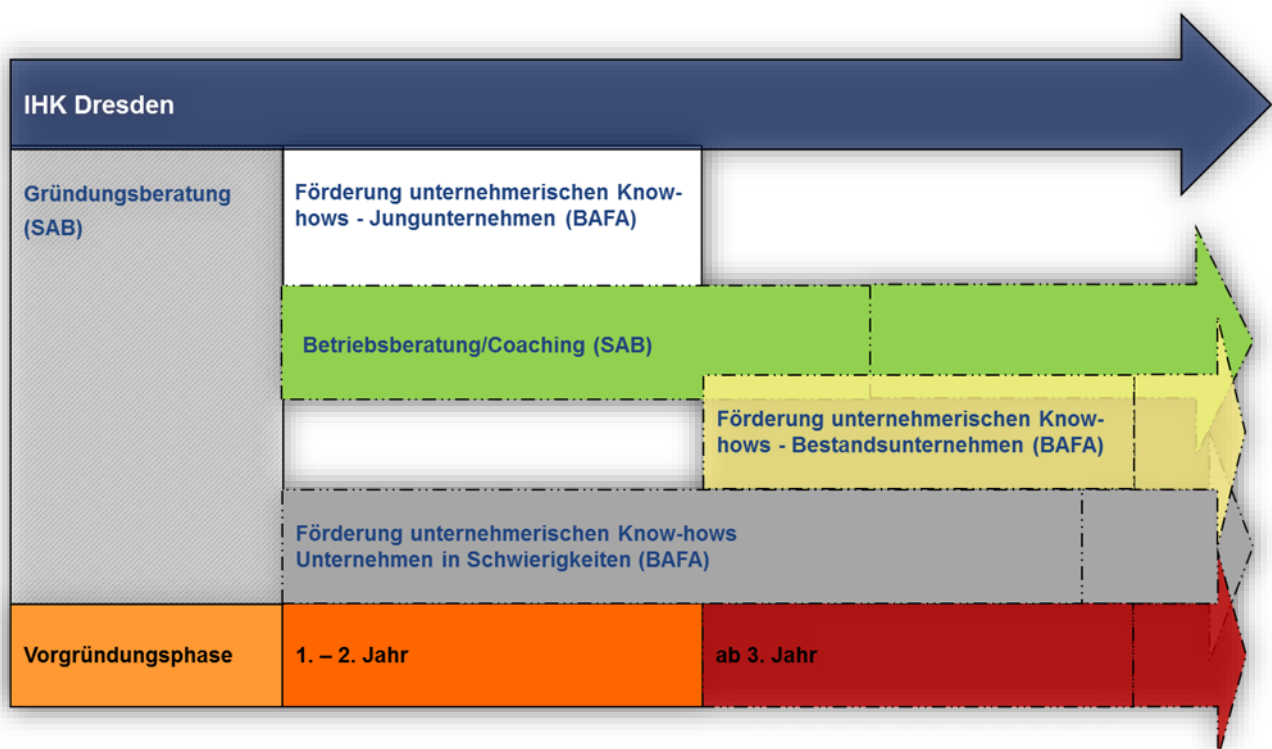 IHK Dresden
Gründungsberatung
(SAB)
Förderung unternehmerischen Know-
hows - Jungunternehmen (BAFA)
Betriebsberatung/Coaching (SAB)
Förderung unternehmerischen Know-
hows - Bestandsunternehmen (BAFA)
Förderung unternehmerischen Know-hows
Unternehmen in Schwierigkeiten (BAFA)
Vorgründungsphase
1. – 2. Jahr
ab 3. Jahr